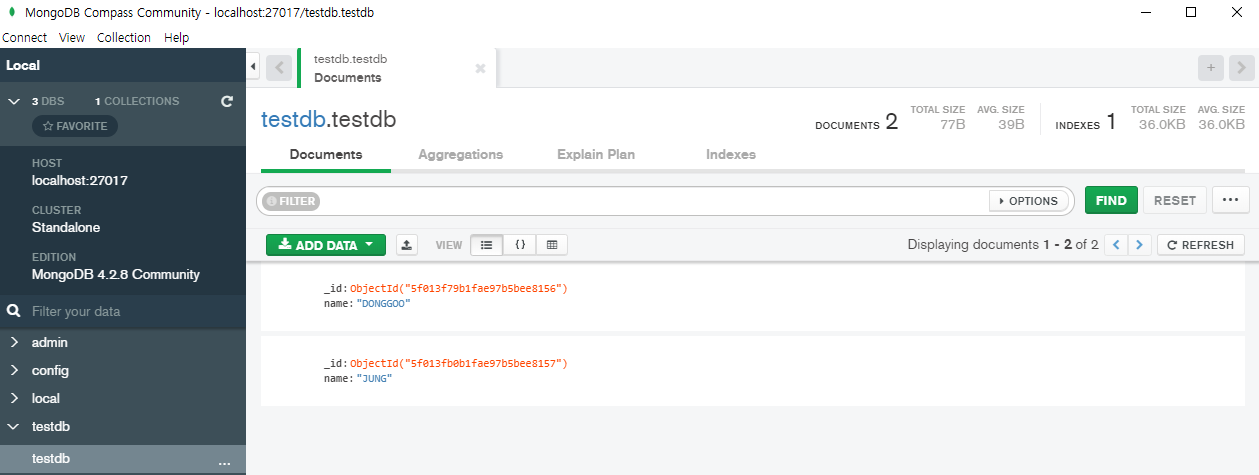 MongoDB Compass Community - localhost:27017/testdb.testdb
Connect View Collection Help
Local
3 DBS 1 COLLECTIONS
FAVORITE
HOST
localhost:27017
CLUSTER
Standalone
EDITION
MongoDB 4.2.8 Community
Filter your data
admin
config
local
testdb
testdb ...
testdb.testdb
Documents
testdb.testdb
DOCUMENTS 2 TOTAL SIZE 77B AVG. SIZE 39B INDEXES 1 TOTAL SIZE 36.0KB AVG. SIZE 36.0KB
Documents Aggregations Explain Plan Indexes
FILTER OPTIONS FIND RESET ...
ADD DATA VIEW {} Displaying documents 1 - 2 of 2 < > REFRESH
_id: ObjectId("5f013f79b1fae97b5bee8156")
name: "DONGGOO"
_id: ObjectId("5f013fb0b1fae97b5bee8157")
name: "JUNG"